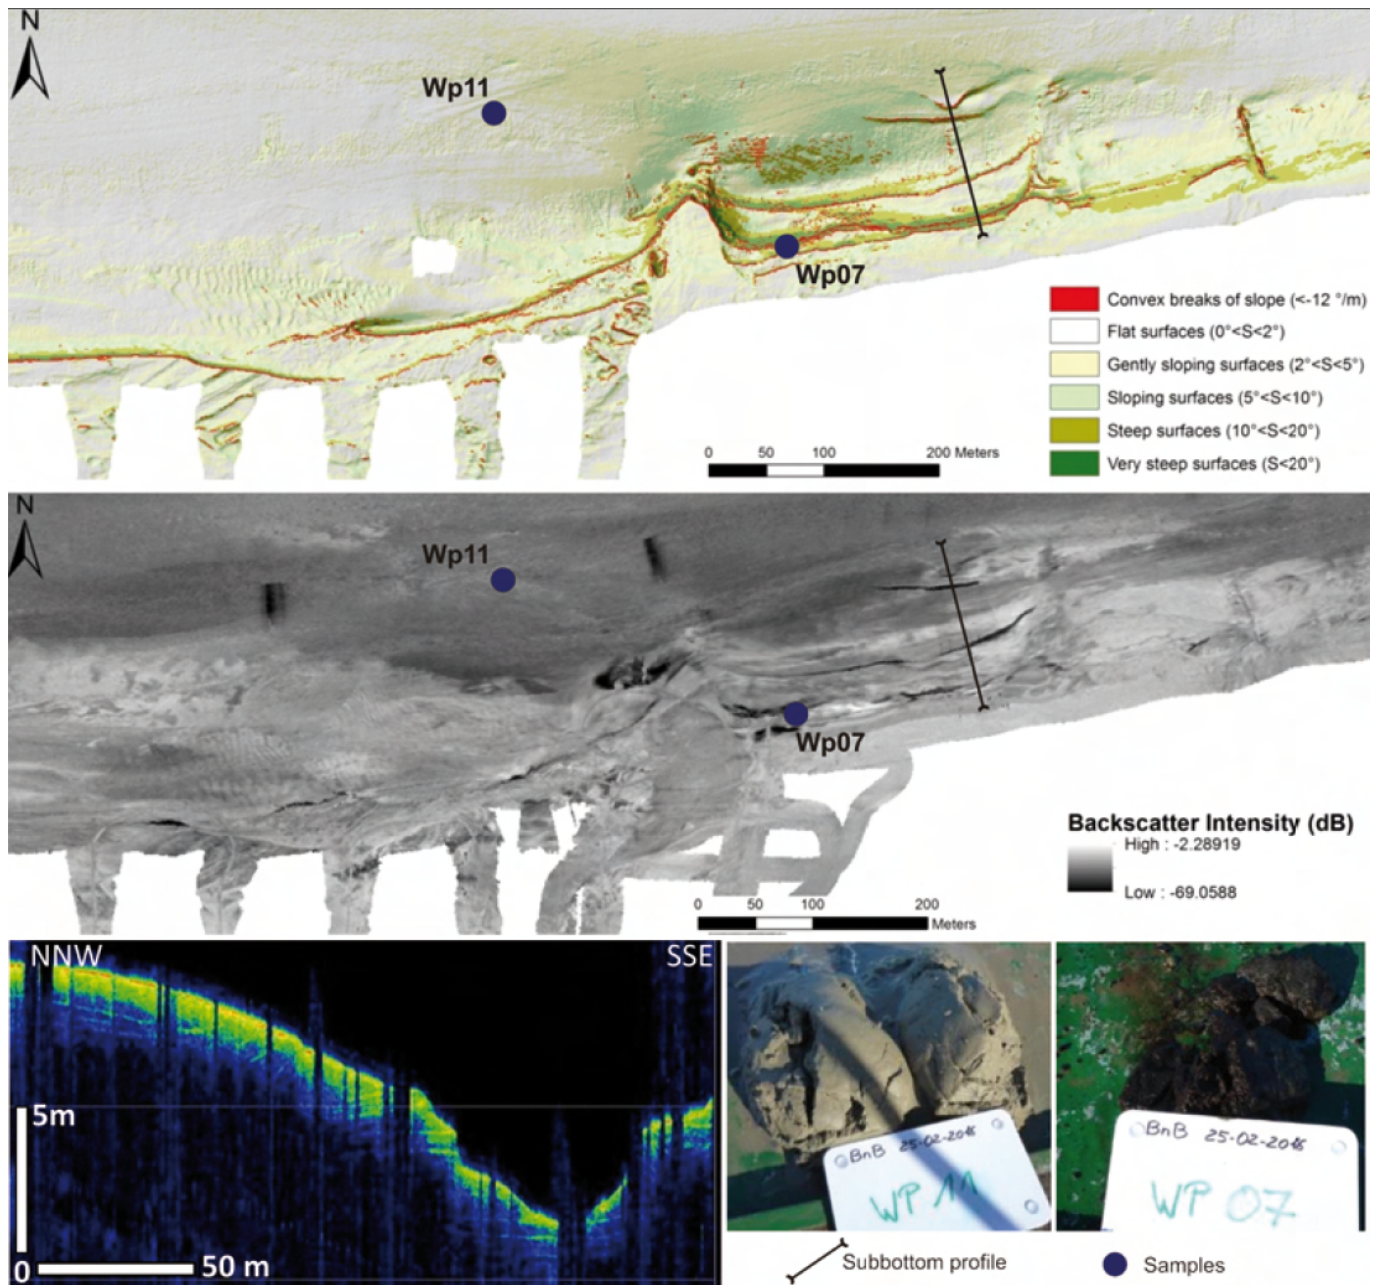 N
Wp11
Wp07
Convex breaks of slope (<-12 °/m)
Flat surfaces (0°<S<2°)
Gently sloping surfaces (2°<S<5°)
Sloping surfaces (5°<S<10°)
Steep surfaces (10°<S<20°)
Very steep surfaces (S<20°)
0 50 100 200 Meters
N
Wp11
Wp07
Backscatter Intensity (dB)
High : -2.28919
Low : -69.0588
0 50 100 200
Meters
NNW SSE
5m
0 50 m
BnB 25-02-2016
WP 11
BnB 25-02-2016
WP 07
Subbottom profile
Samples